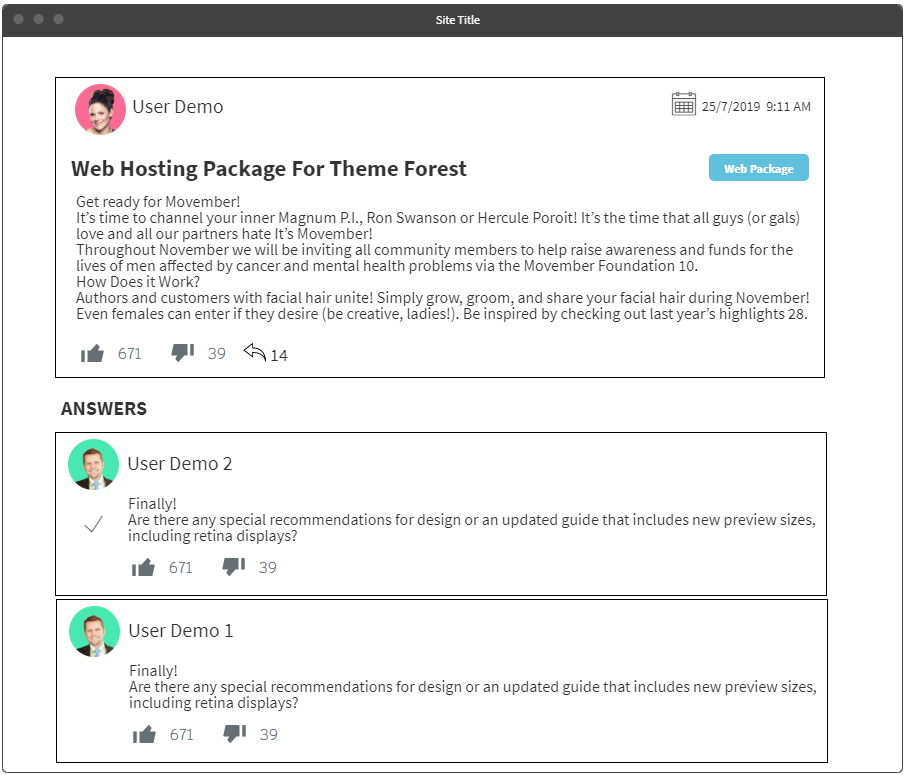 Site Title
User Demo
25/7/2019 9:11 AM
Web Hosting Package For Theme Forest
Web Package
Get ready for Movember!
It’s time to channel your inner Magnum P.I., Ron Swanson or Hercule Poroit! It’s the time that all guys (or gals)
love and all our partners hate It’s Movember!
Throughout November we will be inviting all community members to help raise awareness and funds for the
lives of men affected by cancer and mental health problems via the Movember Foundation 10.
How Does it Work?
Authors and customers with facial hair unite! Simply grow, groom, and share your facial hair during November!
Even females can enter if they desire (be creative, ladies!). Be inspired by checking out last year’s highlights 28.
671 39 14
ANSWERS
User Demo 2
Finally!
Are there any special recommendations for design or an updated guide that includes new preview sizes,
including retina displays?
671 39
User Demo 1
Finally!
Are there any special recommendations for design or an updated guide that includes new preview sizes,
including retina displays?
671 39